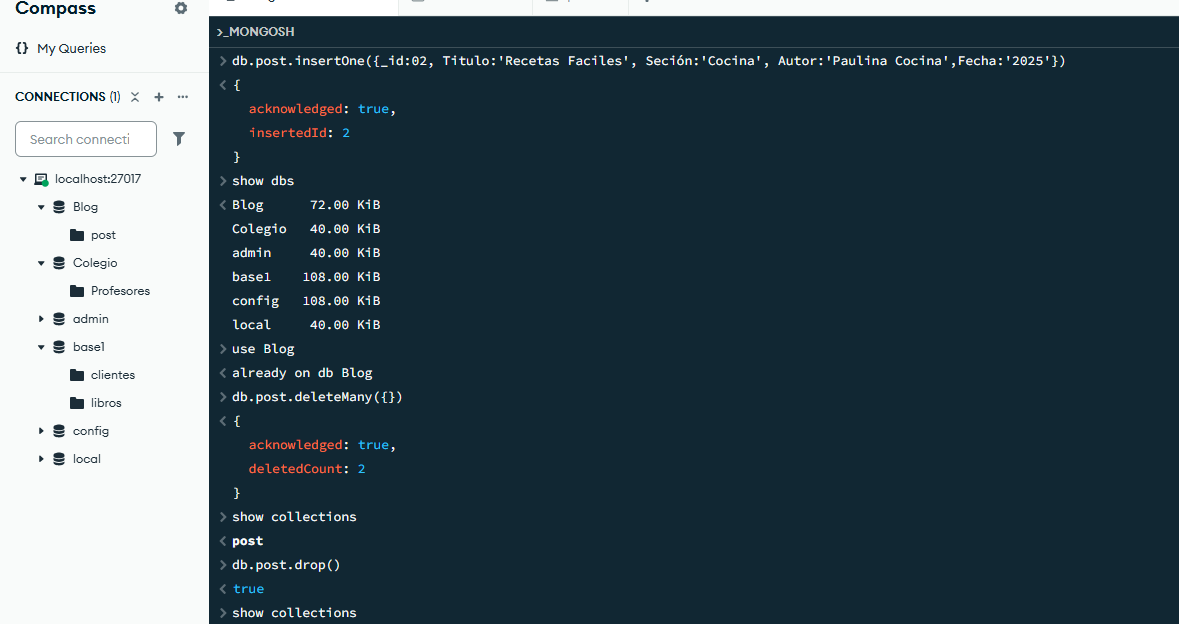 Compass
{} My Queries
CONNECTIONS (1)
Search connecti
localhost:27017
Blog
post
Colegio
Profesores
admin
base1
clientes
libros
config
local
>_MONGOSH
> db.post.insertOne({_id:02, Titulo:'Recetas Faciles', Seción:'Cocina', Autor:'Paulina Cocina',Fecha:'2025'})
< {
acknowledged: true,
insertedId: 2
}
> show dbs
< Blog 72.00 KiB
Colegio 40.00 KiB
admin 40.00 KiB
base1 108.00 KiB
config 108.00 KiB
local 40.00 KiB
> use Blog
< already on db Blog
> db.post.deleteMany({})
< {
acknowledged: true,
deletedCount: 2
}
> show collections
< post
> db.post.drop()
< true
> show collections